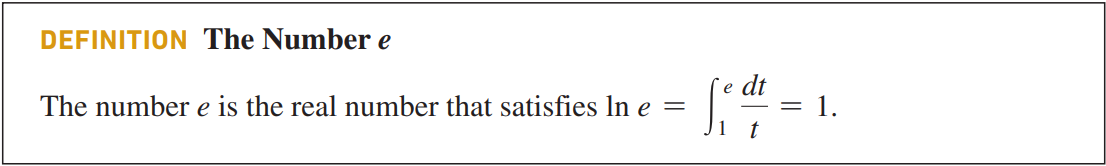 DEFINITION The Number e
The number e is the real number that satisfies ln e = ∫₁ᵉ dt/t = 1.